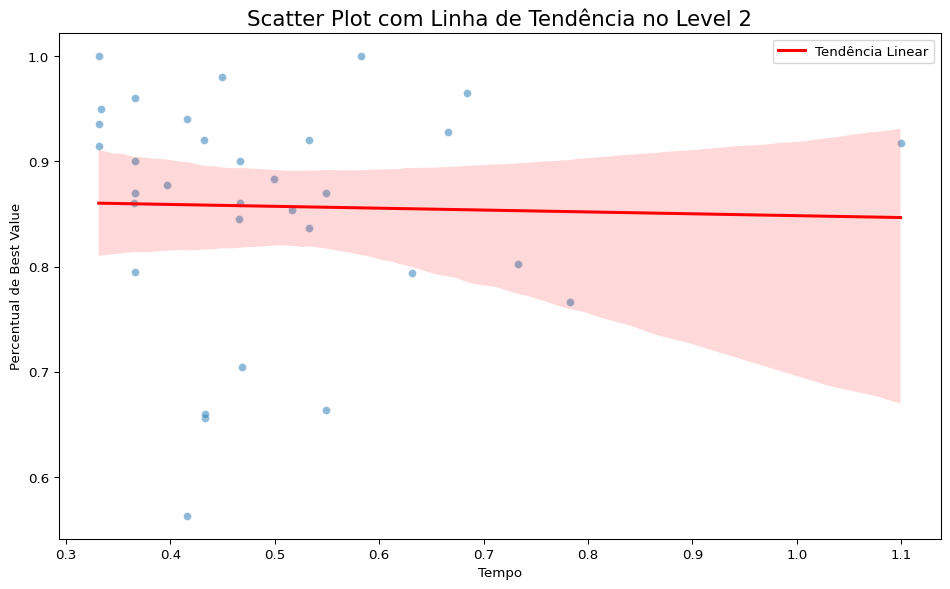 Scatter Plot com Linha de Tendência no Level 2
Tendência Linear
Percentual de Best Value
1.0
0.9
0.8
0.7
0.6
0.3 0.4 0.5 0.6 0.7 0.8 0.9 1.0 1.1
Tempo